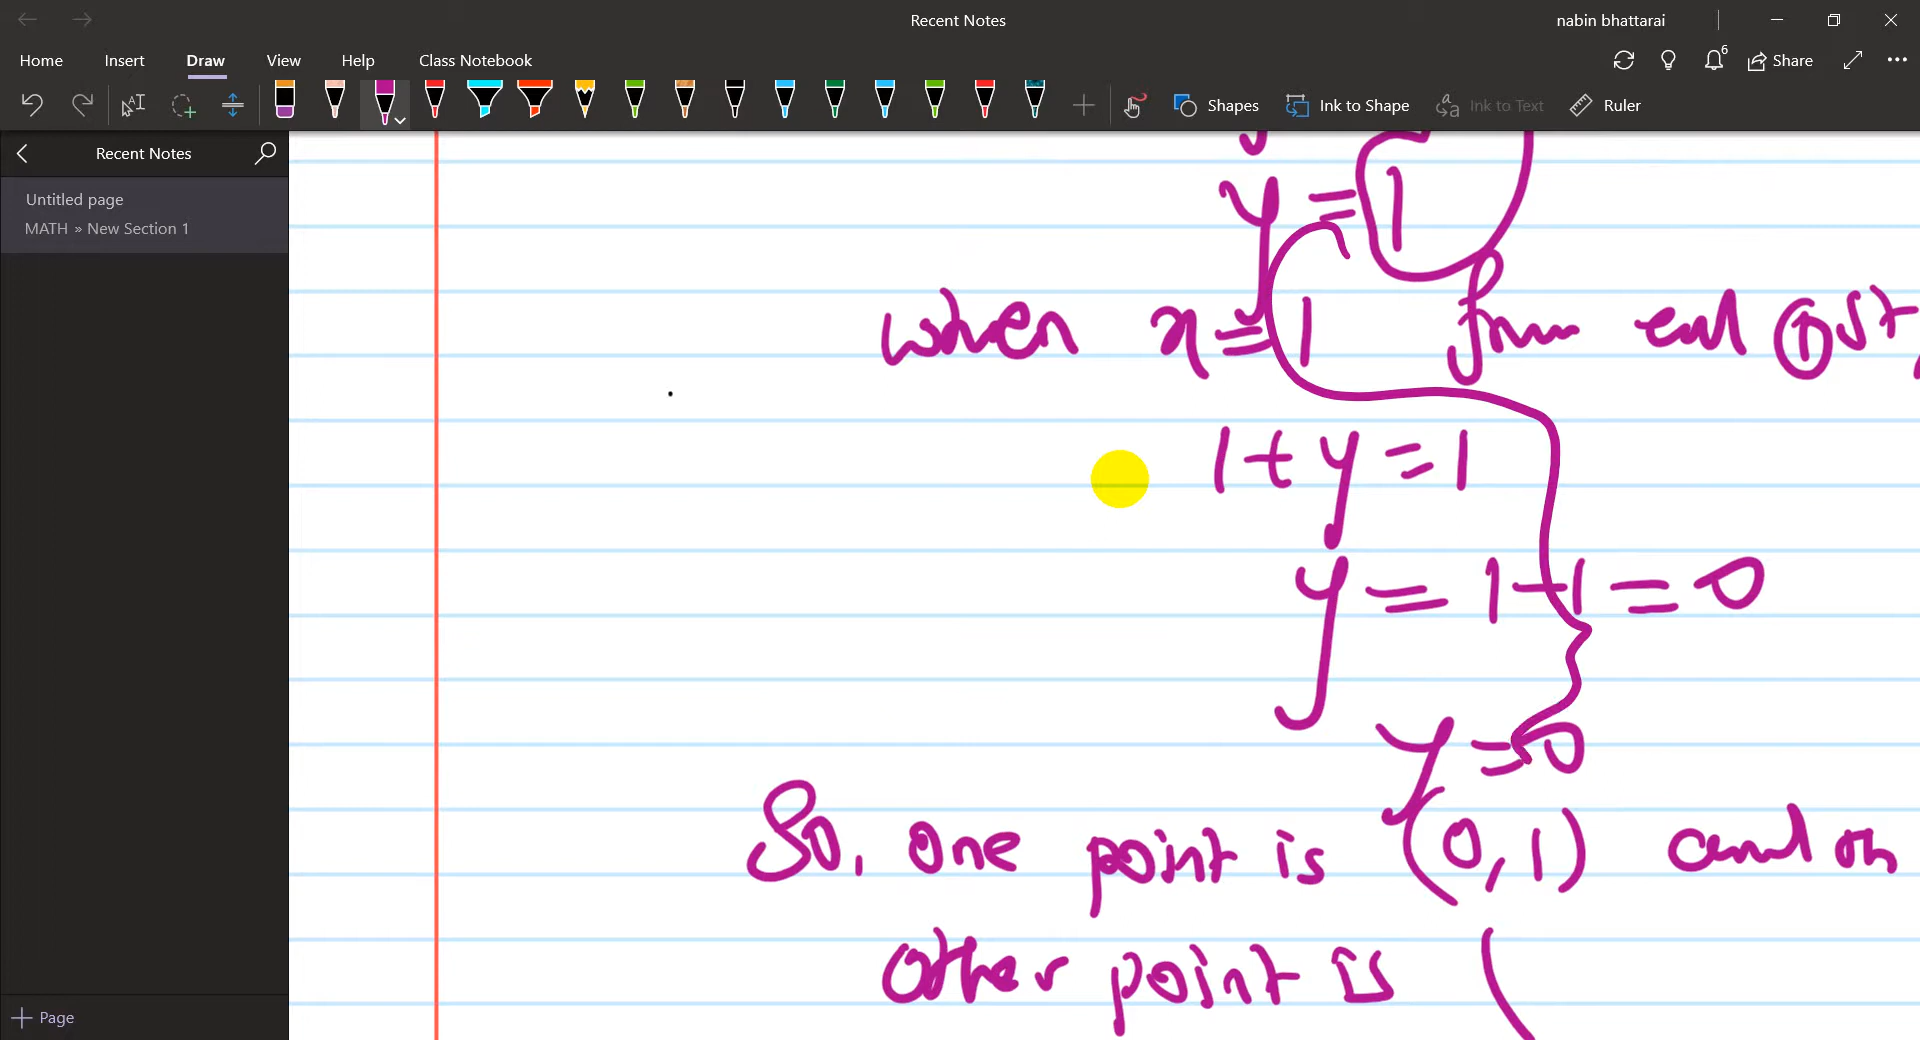 Recent Notes
nabin bhattarai
Home Insert Draw View Help Class Notebook
6
Share
Shapes Ink to Shape Ink to Text Ruler
Recent Notes
Untitled page
MATH » New Section 1
y = 1
when x = 1 from eq1
1 + y = 1
y = 1 - 1 = 0
y = 0
So, one point is (0, 1) and
other point is (
Page